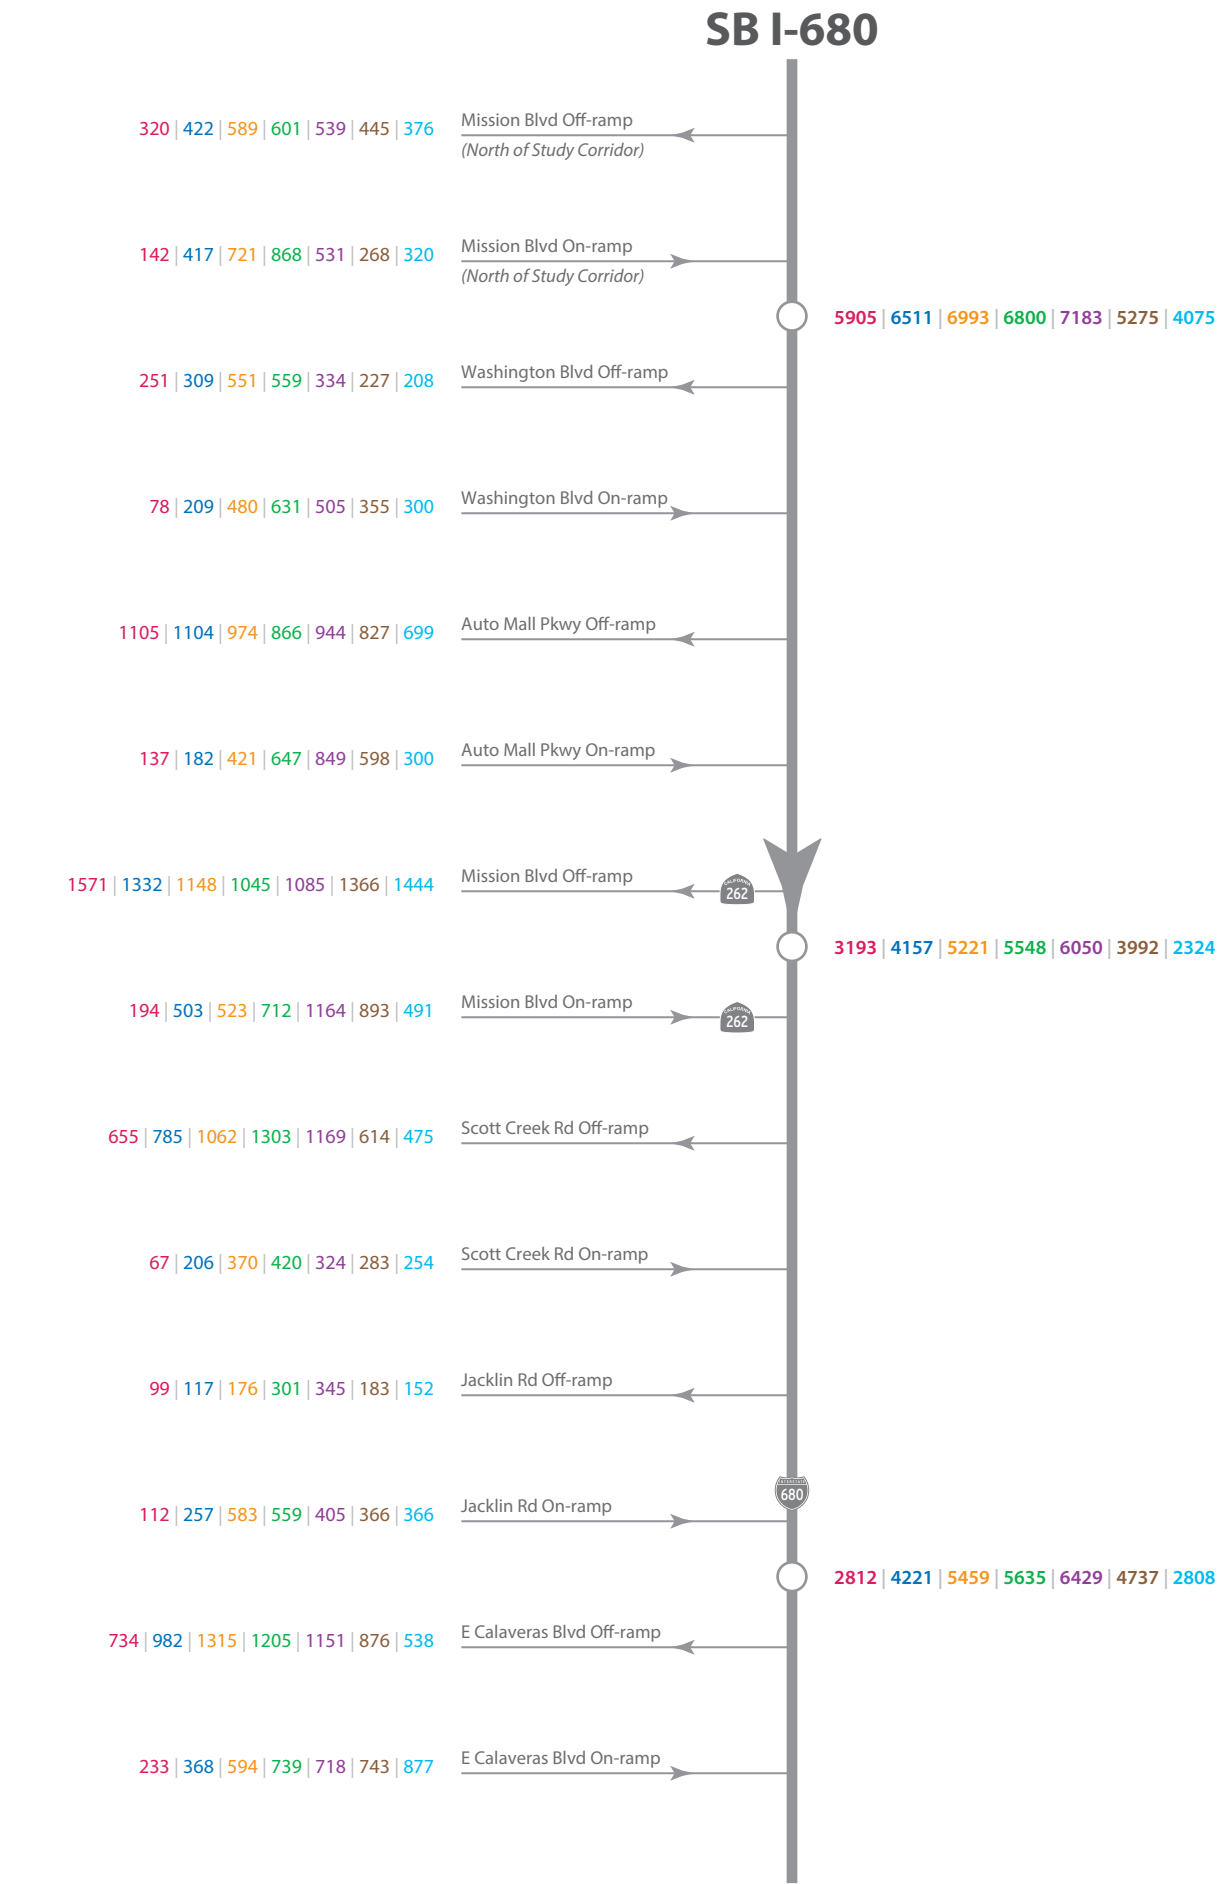 SB I-680
320 | 422 | 589 | 601 | 539 | 445 | 376
Mission Blvd Off-ramp
(North of Study Corridor)
142 | 417 | 721 | 868 | 531 | 268 | 320
Mission Blvd On-ramp
(North of Study Corridor)
5905 | 6511 | 6993 | 6800 | 7183 | 5275 | 4075
251 | 309 | 551 | 559 | 334 | 227 | 208
Washington Blvd Off-ramp
78 | 209 | 480 | 631 | 505 | 355 | 300
Washington Blvd On-ramp
1105 | 1104 | 974 | 866 | 944 | 827 | 699
Auto Mall Pkwy Off-ramp
137 | 182 | 421 | 647 | 849 | 598 | 300
Auto Mall Pkwy On-ramp
1571 | 1332 | 1148 | 1045 | 1085 | 1366 | 1444
Mission Blvd Off-ramp
CALIFORNIA
262
3193 | 4157 | 5221 | 5548 | 6050 | 3992 | 2324
194 | 503 | 523 | 712 | 1164 | 893 | 491
Mission Blvd On-ramp
CALIFORNIA
262
655 | 785 | 1062 | 1303 | 1169 | 614 | 475
Scott Creek Rd Off-ramp
67 | 206 | 370 | 420 | 324 | 283 | 254
Scott Creek Rd On-ramp
99 | 117 | 176 | 301 | 345 | 183 | 152
Jacklin Rd Off-ramp
INTERSTATE
680
112 | 257 | 583 | 559 | 405 | 366 | 366
Jacklin Rd On-ramp
2812 | 4221 | 5459 | 5635 | 6429 | 4737 | 2808
734 | 982 | 1315 | 1205 | 1151 | 876 | 538
E Calaveras Blvd Off-ramp
233 | 368 | 594 | 739 | 718 | 743 | 877
E Calaveras Blvd On-ramp